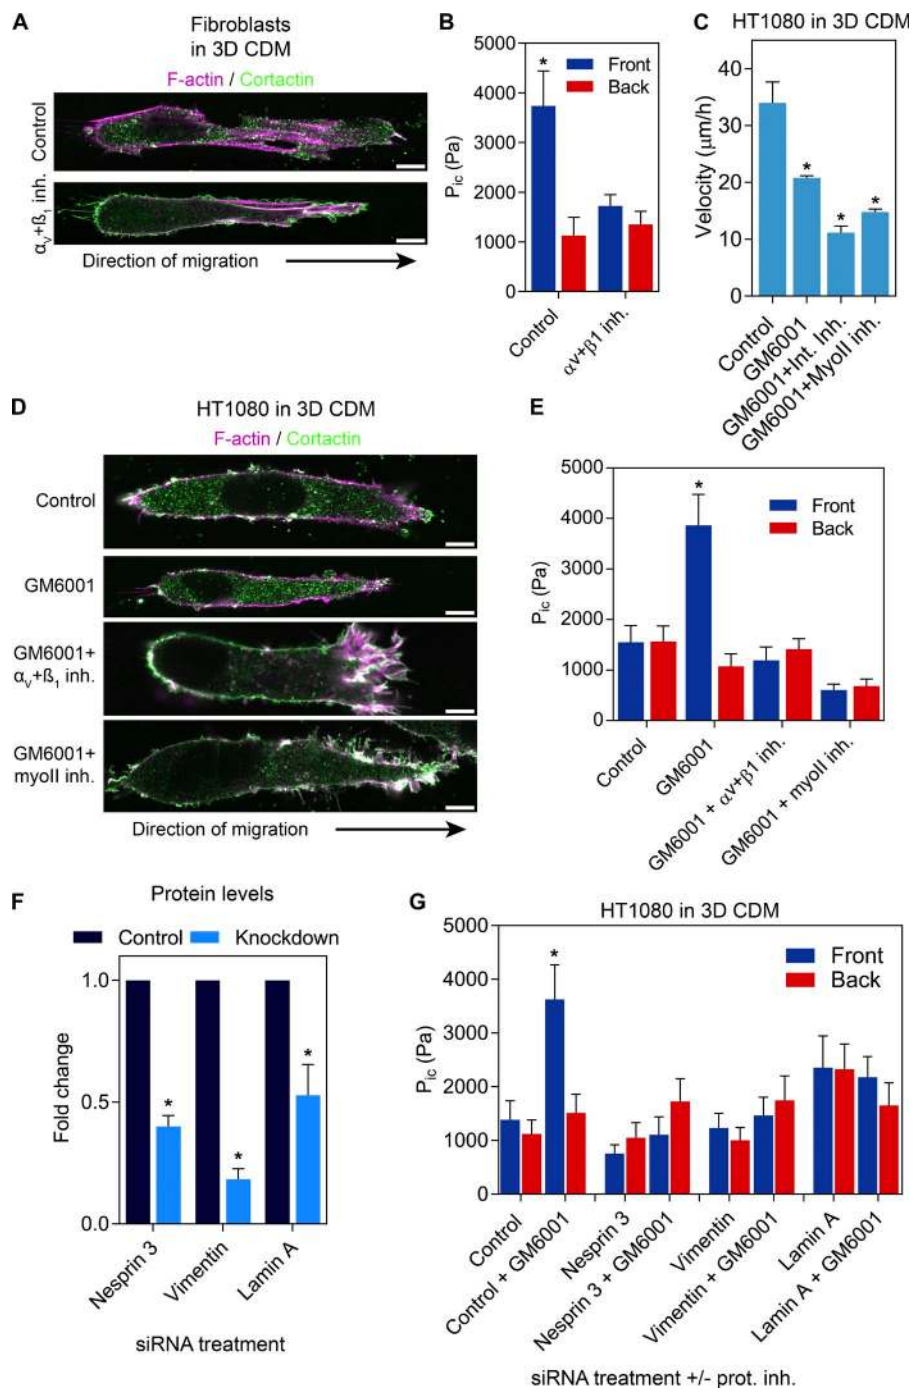 A
Fibroblasts
in 3D CDM
F-actin / Cortactin
Control
αv+ß1 inh.
Direction of migration
B
5000
4000
3000
2000
1000
0
Pic (Pa)
*
Front
Back
Control
αv+β1 inh.
C
HT1080 in 3D CDM
40
30
20
10
0
Velocity (μm/h)
*
*
*
Control
GM6001
GM6001+Int. Inh.
GM6001+MyoII inh.
D
HT1080 in 3D CDM
F-actin / Cortactin
Control
GM6001
GM6001+
αv+ß1 inh.
GM6001+
myoII inh.
Direction of migration
E
5000
4000
3000
2000
1000
0
Pic (Pa)
*
Front
Back
Control
GM6001
GM6001 + αv+β1 inh.
GM6001 + myoII inh.
F
Protein levels
Control
Knockdown
1.0
0.5
0.0
Fold change
*
*
*
Nesprin 3
Vimentin
Lamin A
siRNA treatment
G
HT1080 in 3D CDM
5000
4000
3000
2000
1000
0
Pic (Pa)
*
Front
Back
Control
Control + GM6001
Nesprin 3
Nesprin 3 + GM6001
Vimentin
Vimentin + GM6001
Lamin A
Lamin A + GM6001
siRNA treatment +/- prot. inh.